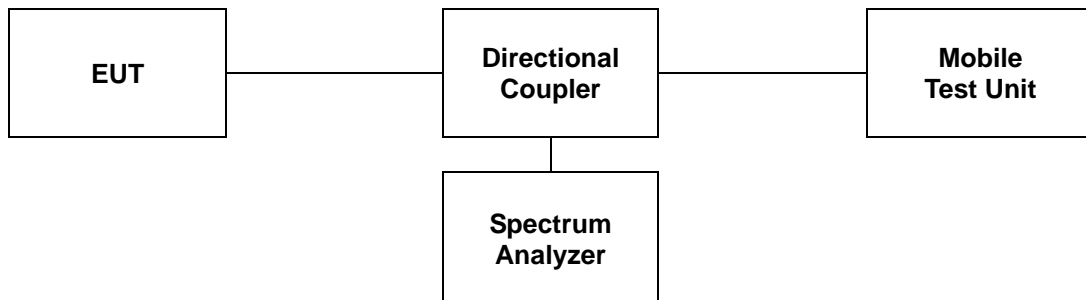 EUT
Directional
Coupler
Mobile
Test Unit
Spectrum
Analyzer